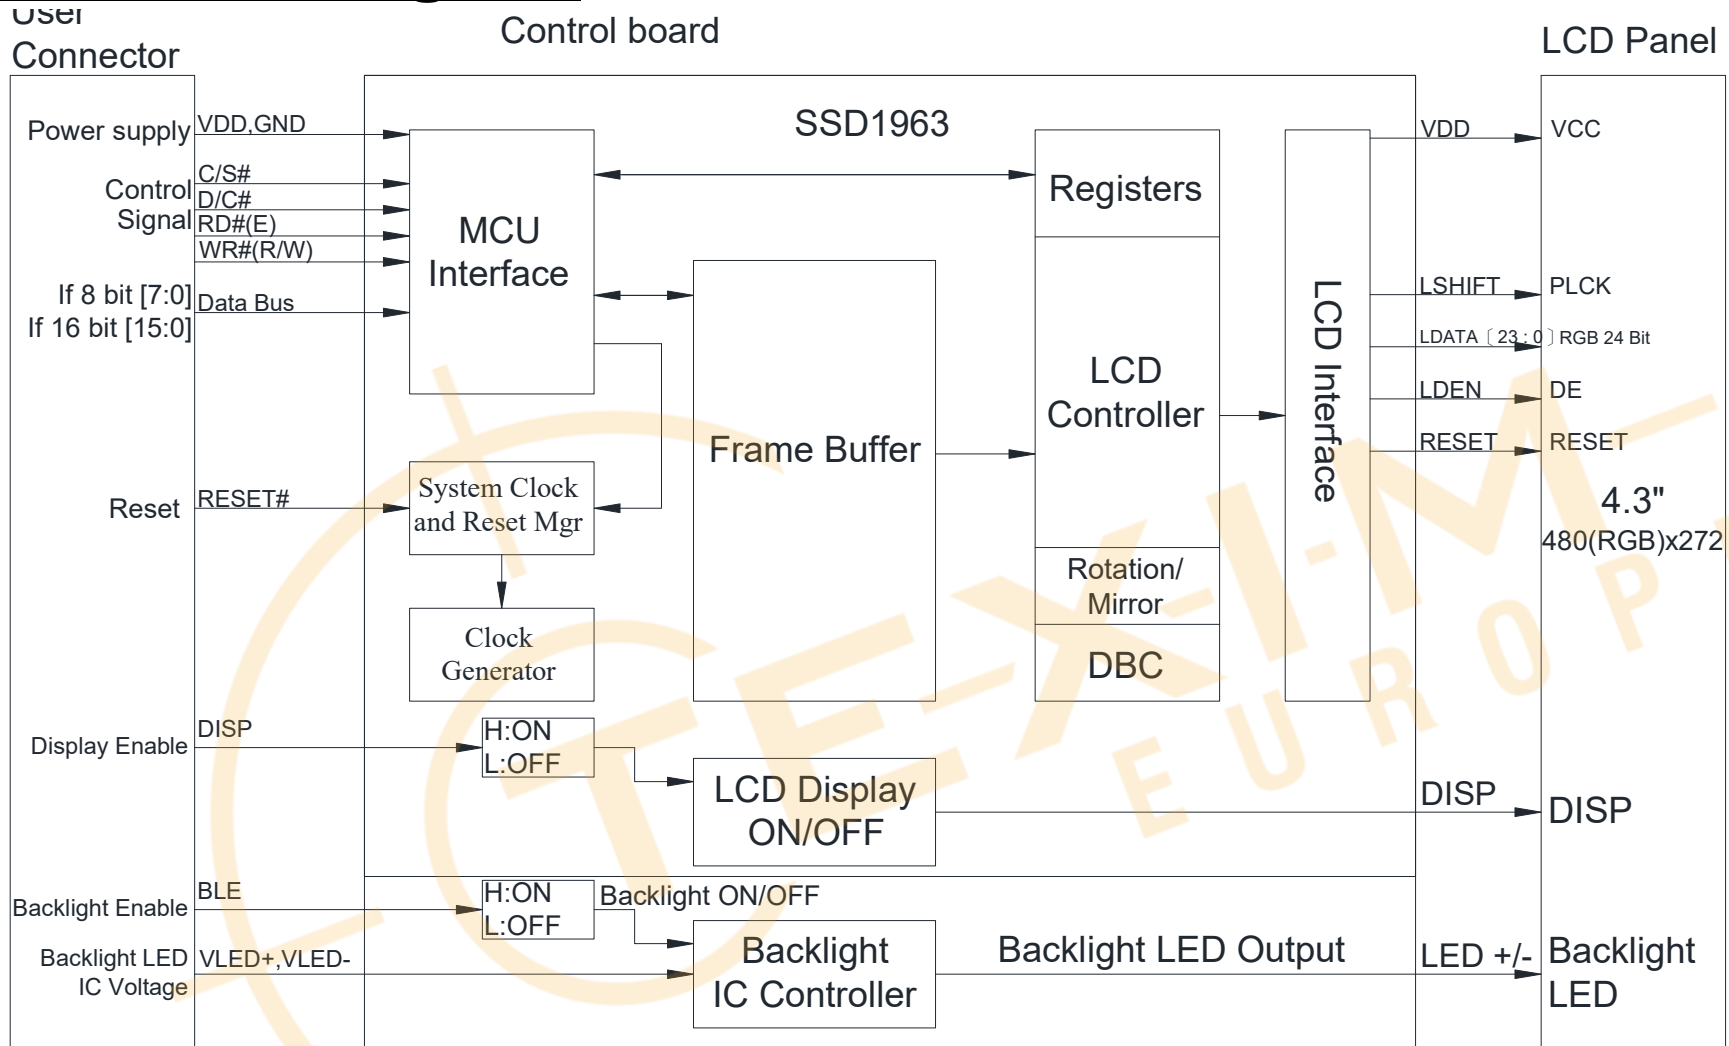 User
Connector
Control board
LCD Panel
SSD1963
Power supply
VDD,GND
Control
Signal
C/S#
D/C#
RD#(E)
WR#(R/W)
If 8 bit [7:0]
If 16 bit [15:0]
Data Bus
MCU
Interface
Registers
LCD
Controller
Rotation/
Mirror
DBC
Frame Buffer
LCD Interface
VDD
VCC
LSHIFT
PLCK
LDATA〔23 : 0〕RGB 24 Bit
LDEN
DE
RESET
RESET
4.3"
480(RGB)x272
Reset
RESET#
System Clock
and Reset Mgr
Clock
Generator
Display Enable
DISP
H:ON
L:OFF
LCD Display
ON/OFF
DISP
DISP
Backlight Enable
BLE
H:ON
L:OFF
Backlight ON/OFF
Backlight LED
IC Voltage
VLED+,VLED-
Backlight
IC Controller
Backlight LED Output
LED +/-
Backlight
LED
TEXIM
EUROP